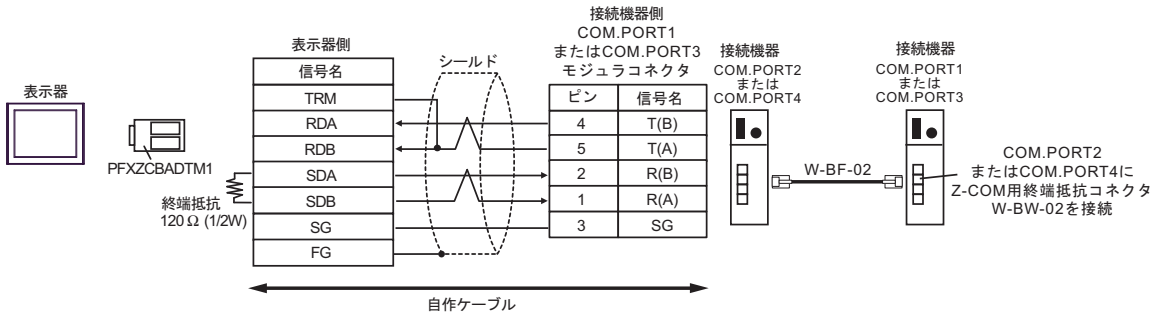 表示器
PFXZCBADTM1
終端抵抗
120Ω (1/2W)
表示器側
信号名
TRM
RDA
RDB
SDA
SDB
SG
FG
シールド
接続機器側
COM.PORT1
またはCOM.PORT3
モジュラコネクタ
ピン 信号名
4 T(B)
5 T(A)
2 R(B)
1 R(A)
3 SG
自作ケーブル
接続機器
COM.PORT2
または
COM.PORT4
W-BF-02
接続機器
COM.PORT1
または
COM.PORT3
COM.PORT2
またはCOM.PORT4に
Z-COM用終端抵抗コネクタ
W-BW-02を接続